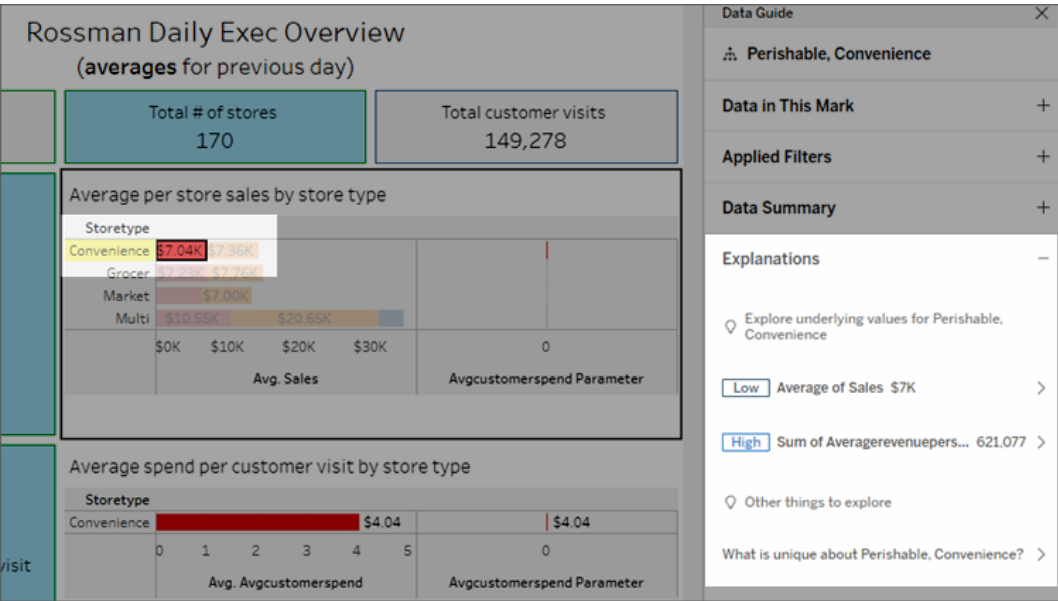 Rossman Daily Exec Overview
(averages for previous day)
Total # of stores
170
Total customer visits
149,278
Average per store sales by store type
Storetype
Convenience $7.04K $7.36K
Grocer $7.23K $7.76K
Market $7.00K
Multi $10.55K $20.65K
$0K $10K $20K $30K 0
Avg. Sales Avgcustomerspend Parameter
Average spend per customer visit by store type
Storetype
Convenience $4.04 $4.04
0 1 2 3 4 5 0
Avg. Avgcustomerspend Avgcustomerspend Parameter
visit
Data Guide
Perishable, Convenience
Data in This Mark
Applied Filters
Data Summary
Explanations
Explore underlying values for Perishable,
Convenience
Low Average of Sales $7K
High Sum of Averagerevenuepers... 621,077
Other things to explore
What is unique about Perishable, Convenience?